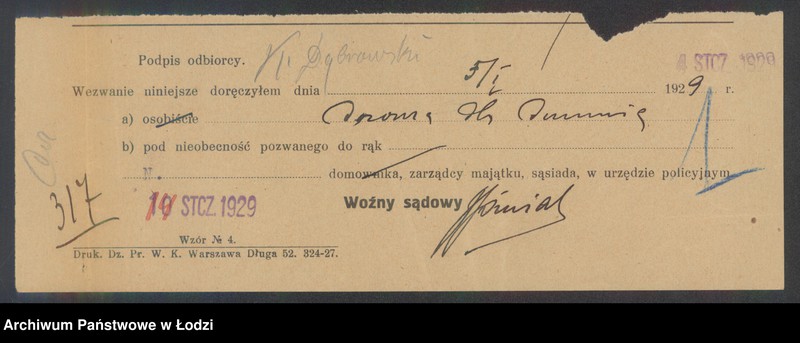 Podpis odbiorcy. Dąbrowski
4 STCZ. 1929
Wezwanie niniejsze doręczyłem dnia 5/I 1929 r.
a) osobiście
b) pod nieobecność pozwanego do rąk
N. domownika, zarządcy majątku, sąsiada, w urzędzie policyjnym
317
STCZ. 1929
Woźny sądowy
Wzór № 4.
Druk. Dz. Pr. W. K. Warszawa Długa 52. 324-27.
Archiwum Państwowe w Łodzi